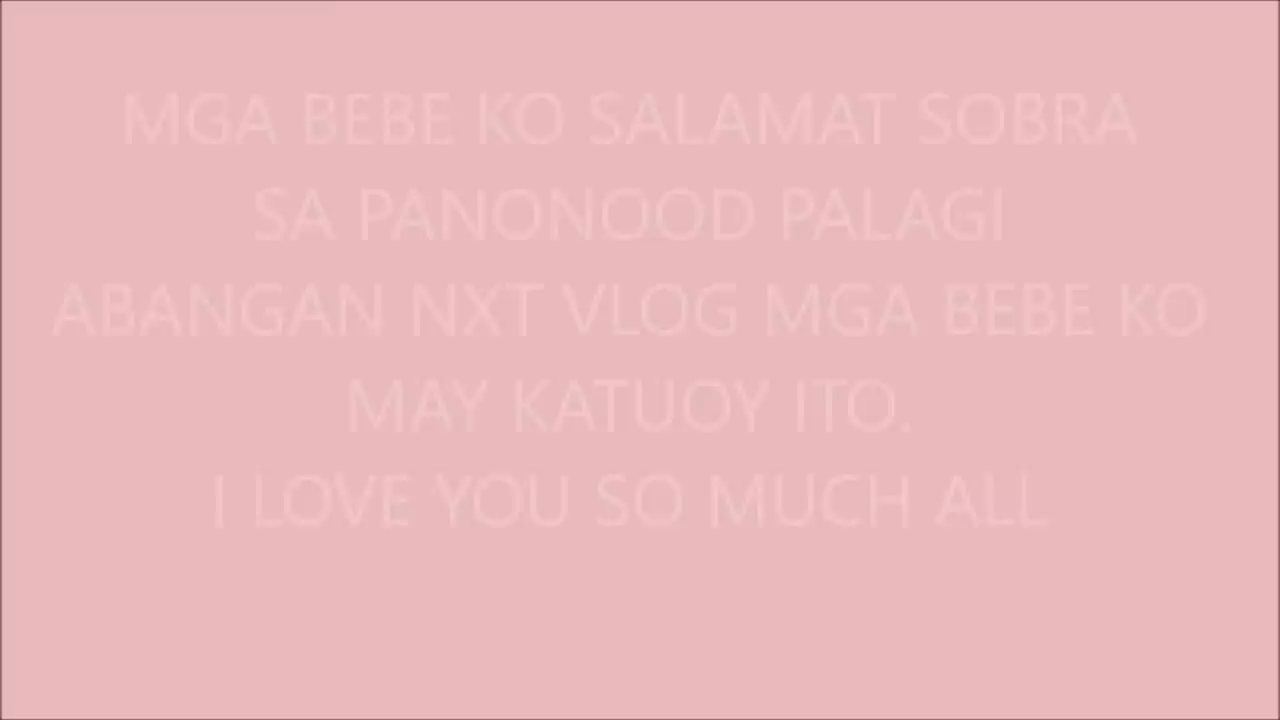 MGA BEBE KO SALAMAT SOBRA
SA PANONOOD PALAGI
ABANGAN NXT VLOG MGA BEBE KO
MAY KATUOY ITO.
I LOVE YOU SO MUCH ALL